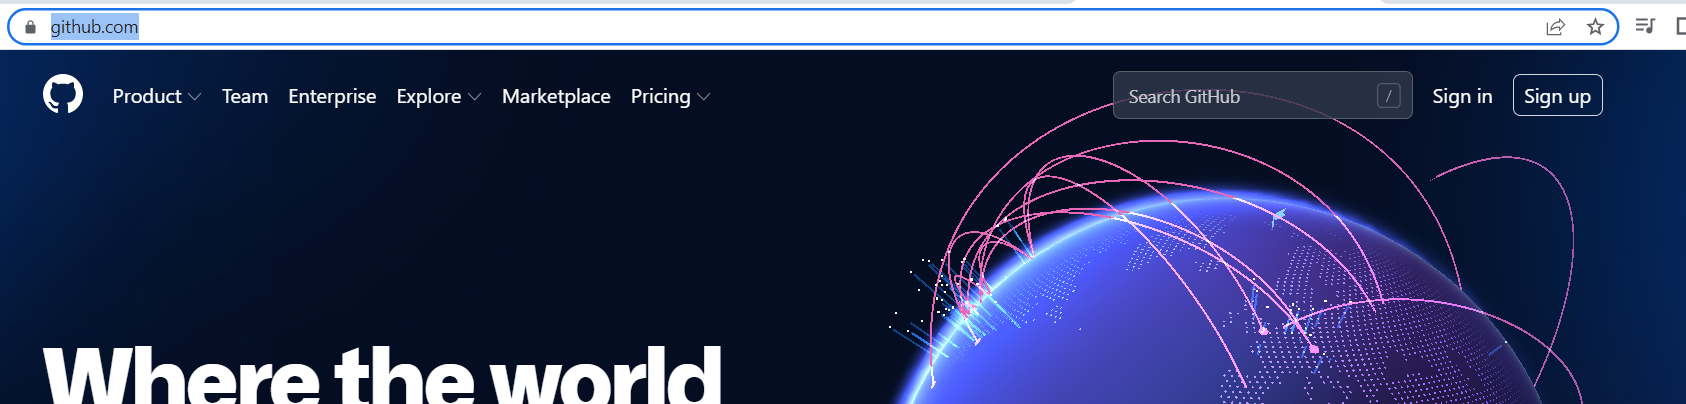 github.com
Product Team Enterprise Explore Marketplace Pricing Search GitHub / Sign in Sign up
Where the world